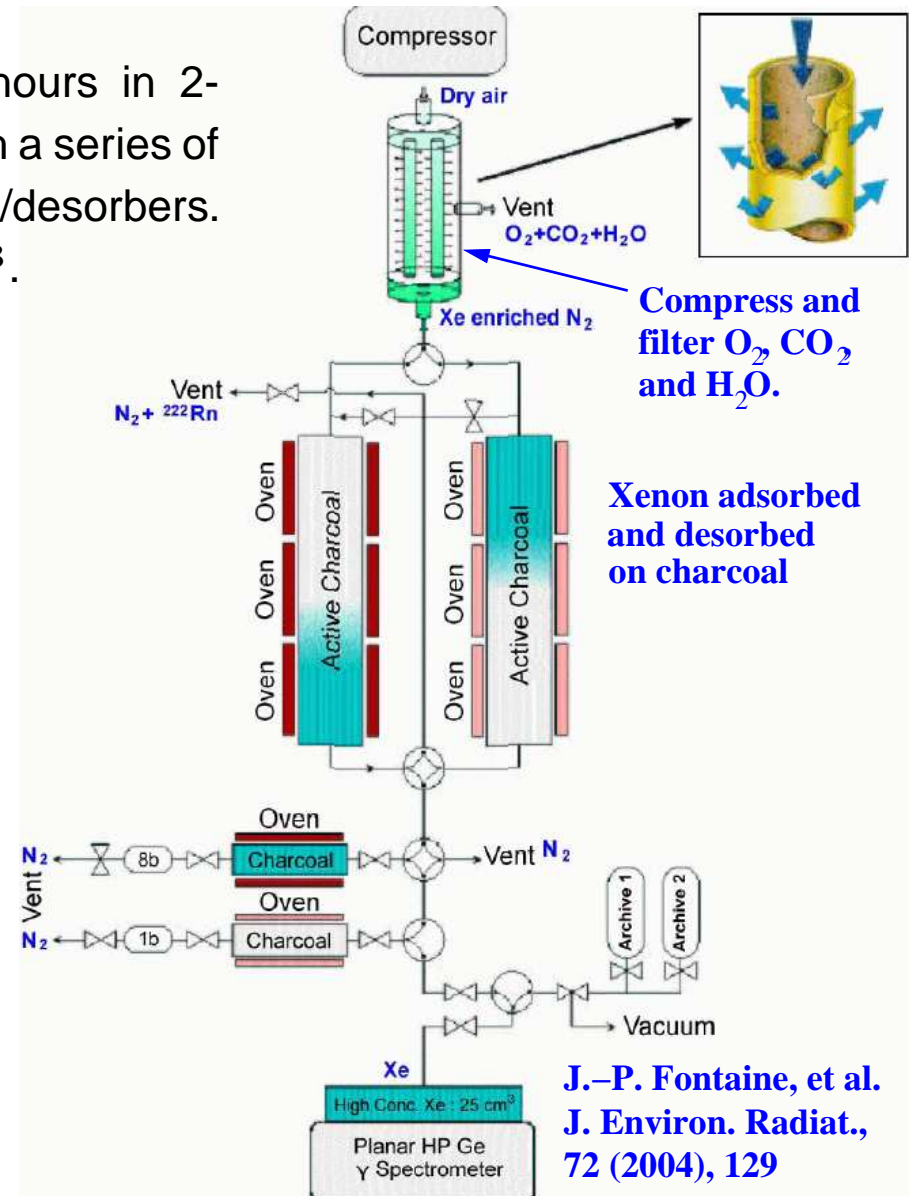 Compressor
hours in 2-
n a series of
/desorbers.
3.
Dry air
Vent
O2+CO2+H2O
Xe enriched N2
Compress and
filter O2, CO2
and H2O.
Vent
N2+ 222Rn
Oven
Oven
Oven
Active Charcoal
Oven
Oven
Oven
Active Charcoal
Xenon adsorbed
and desorbed
on charcoal
Oven
N2
8b
Charcoal
Vent N2
Vent
Oven
N2
1b
Charcoal
Archive 1
Archive 2
Vacuum
Xe
High Conc. Xe : 25 cm3
Planar HP Ge
γ Spectrometer
J.–P. Fontaine, et al.
J. Environ. Radiat.,
72 (2004), 129